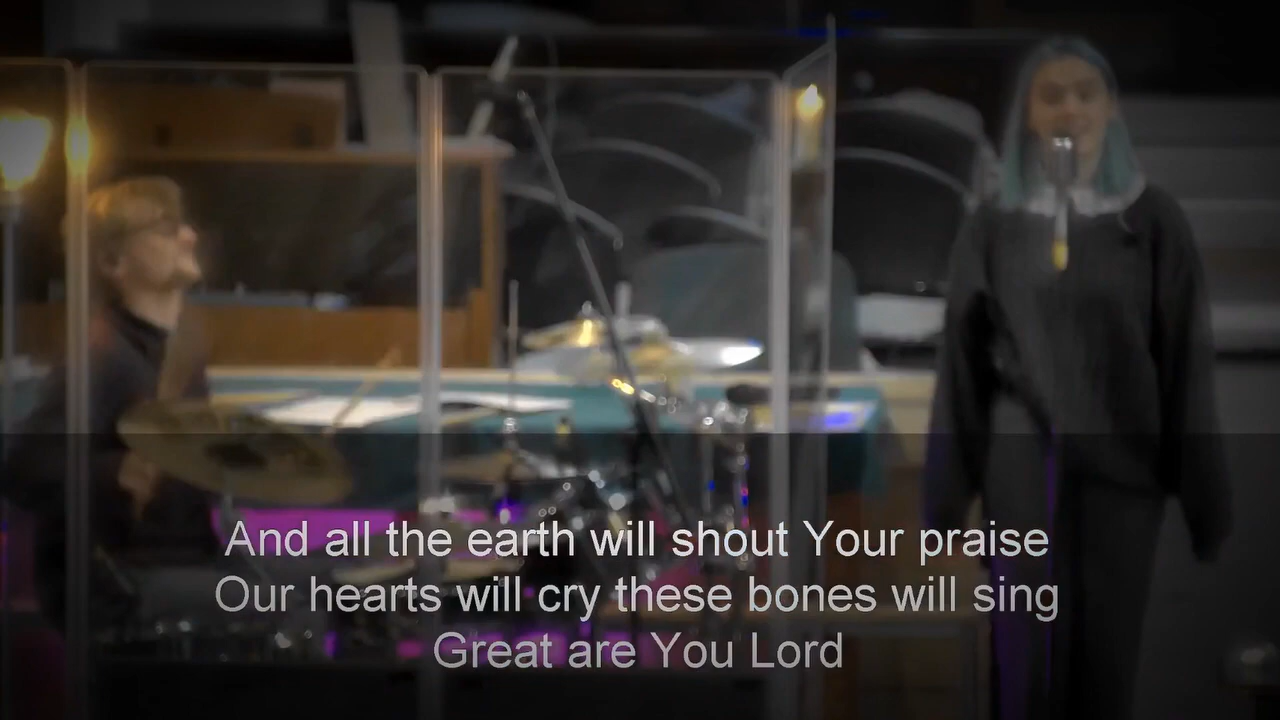 And all the earth will shout Your praise
Our hearts will cry these bones will sing
Great are You Lord